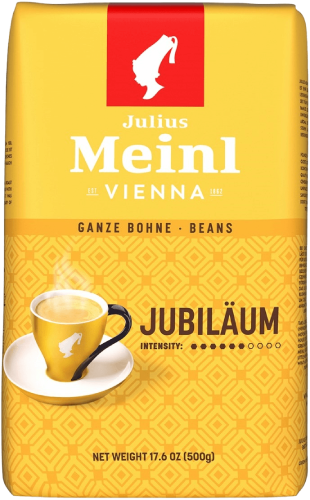 Julius
Meinl
EST. VIENNA 1862
GANZE BOHNE · BEANS
JUBILÄUM
INTENSITY:
NET WEIGHT 17.6 OZ (500g)